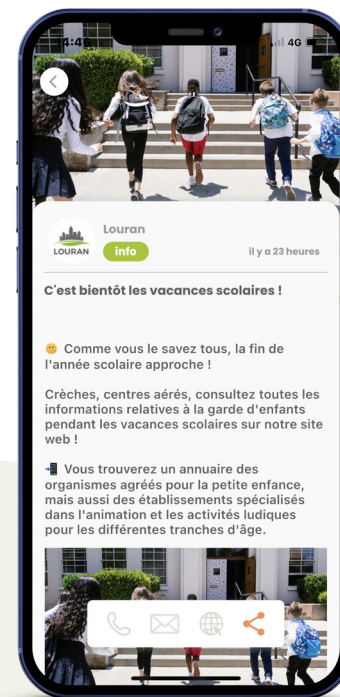 14:46
4G
Louran
LOURAN
info
il y a 23 heures
C'est bientôt les vacances scolaires !
Comme vous le savez tous, la fin de
l'année scolaire approche !
Crèches, centres aérés, consultez toutes les
informations relatives à la garde d'enfants
pendant les vacances scolaires sur notre site
web !
Vous trouverez un annuaire des
organismes agréés pour la petite enfance,
mais aussi des établissements spécialisés
dans l'animation et les activités ludiques
pour les différentes tranches d'âge.